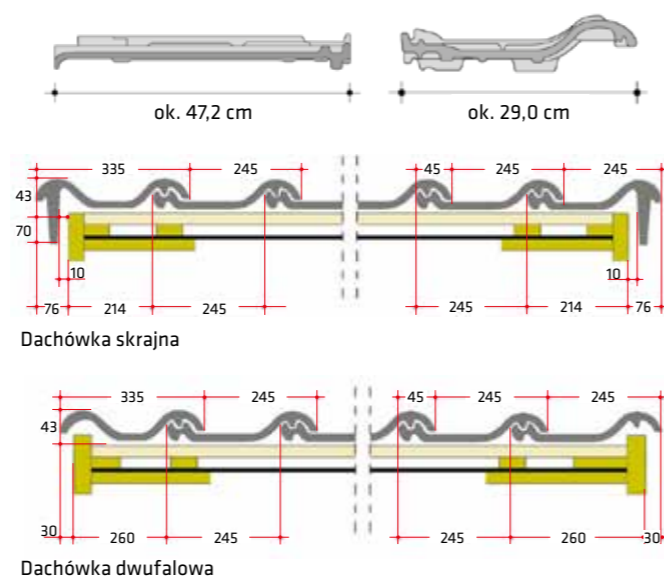 ok. 47,2 cm
ok. 29,0 cm
335 245 45 245 245
43
70
10 10
76 214 245 245 214 76
Dachówka skrajna
335 245 45 245 245
43
30 260 245 245 260 30
Dachówka dwufalowa